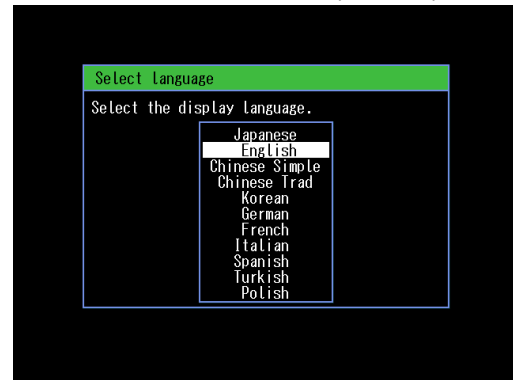 Select language
Select the display language.
Japanese
English
Chinese Simple
Chinese Trad
Korean
German
French
Italian
Spanish
Turkish
Polish